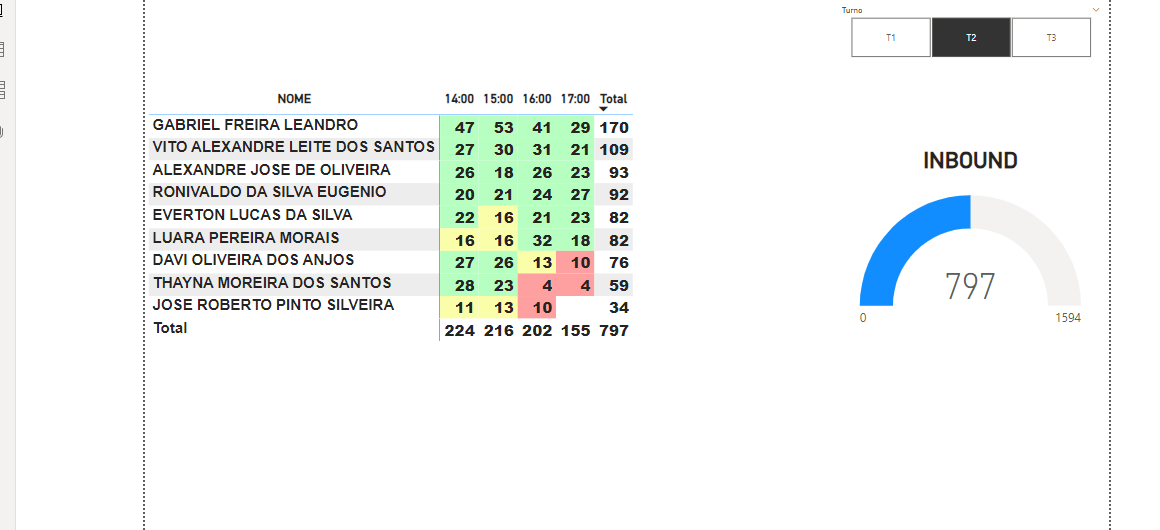 Turno
T1 T2 T3
NOME 14:00 15:00 16:00 17:00 Total
GABRIEL FREIRA LEANDRO 47 53 41 29 170
VITO ALEXANDRE LEITE DOS SANTOS 27 30 31 21 109
ALEXANDRE JOSE DE OLIVEIRA 26 18 26 23 93
RONIVALDO DA SILVA EUGENIO 20 21 24 27 92
EVERTON LUCAS DA SILVA 22 16 21 23 82
LUARA PEREIRA MORAIS 16 16 32 18 82
DAVI OLIVEIRA DOS ANJOS 27 26 13 10 76
THAYNA MOREIRA DOS SANTOS 28 23 4 4 59
JOSE ROBERTO PINTO SILVEIRA 11 13 10 34
Total 224 216 202 155 797
INBOUND
797
0 1594